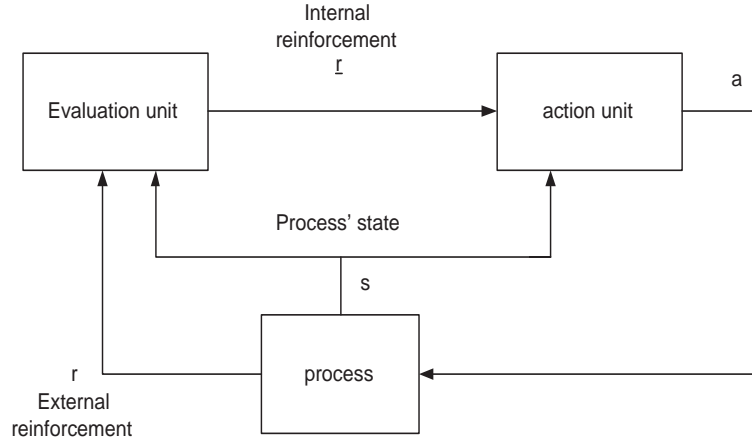 Internal
reinforcement
r
Evaluation unit
action unit
a
Process' state
s
process
r
External
reinforcement